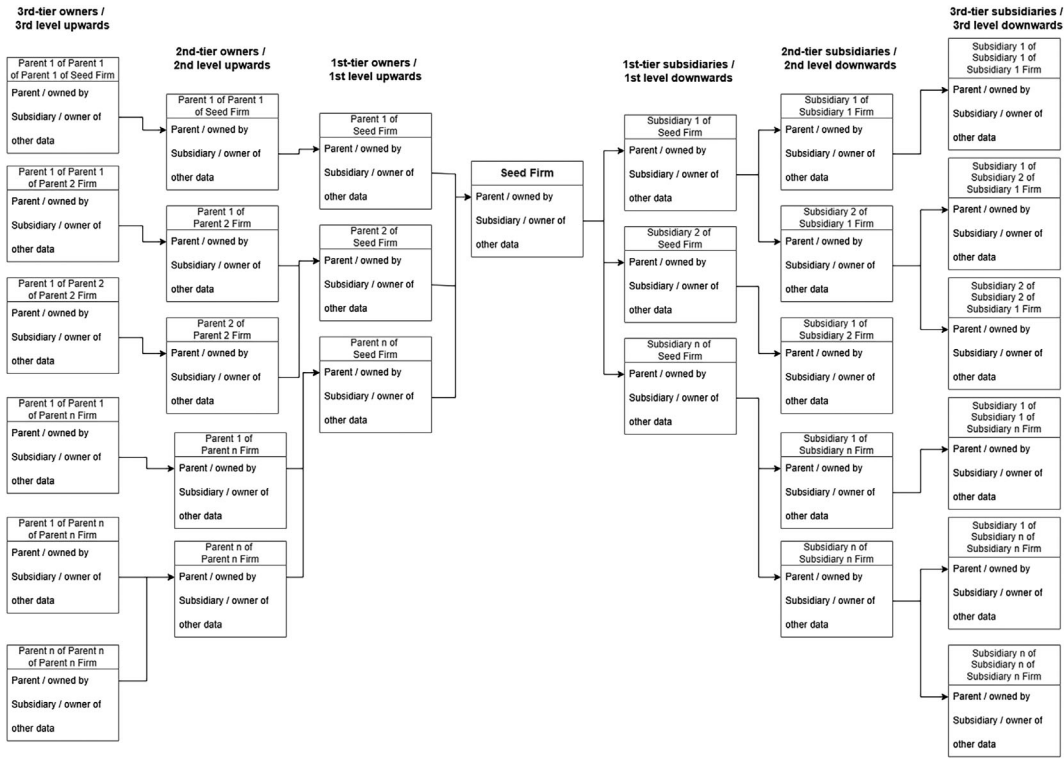 3rd-tier owners /
3rd level upwards
Parent 1 of Parent 1
of Parent 1 of Seed Firm
Parent / owned by
Subsidiary / owner of
other data
Parent 1 of Parent 1
of Parent 2 Firm
Parent / owned by
Subsidiary / owner of
other data
Parent 1 of Parent 2
of Parent 2 Firm
Parent / owned by
Subsidiary / owner of
other data
Parent 1 of Parent 1
of Parent n Firm
Parent / owned by
Subsidiary / owner of
other data
Parent 1 of Parent n
of Parent n Firm
Parent / owned by
Subsidiary / owner of
other data
Parent n of Parent n
of Parent n Firm
Parent / owned by
Subsidiary / owner of
other data
2nd-tier owners /
2nd level upwards
Parent 1 of Parent 1
of Seed Firm
Parent / owned by
Subsidiary / owner of
other data
Parent 1 of
Parent 2 Firm
Parent / owned by
Subsidiary / owner of
other data
Parent 2 of
Parent 2 Firm
Parent / owned by
Subsidiary / owner of
other data
Parent 1 of
Parent n Firm
Parent / owned by
Subsidiary / owner of
other data
Parent n of
Parent n Firm
Parent / owned by
Subsidiary / owner of
other data
1st-tier owners /
1st level upwards
Parent 1 of
Seed Firm
Parent / owned by
Subsidiary / owner of
other data
Parent 2 of
Seed Firm
Parent / owned by
Subsidiary / owner of
other data
Parent n of
Seed Firm
Parent / owned by
Subsidiary / owner of
other data
Seed Firm
Parent / owned by
Subsidiary / owner of
other data
1st-tier subsidiaries /
1st level downwards
Subsidiary 1 of
Seed Firm
Parent / owned by
Subsidiary / owner of
other data
Subsidiary 2 of
Seed Firm
Parent / owned by
Subsidiary / owner of
other data
Subsidiary n of
Seed Firm
Parent / owned by
Subsidiary / owner of
other data
2nd-tier subsidiaries /
2nd level downwards
Subsidiary 1 of
Subsidiary 1 Firm
Parent / owned by
Subsidiary / owner of
other data
Subsidiary 2 of
Subsidiary 1 Firm
Parent / owned by
Subsidiary / owner of
other data
Subsidiary 1 of
Subsidiary 2 Firm
Parent / owned by
Subsidiary / owner of
other data
Subsidiary 1 of
Subsidiary n Firm
Parent / owned by
Subsidiary / owner of
other data
Subsidiary n of
Subsidiary n Firm
Parent / owned by
Subsidiary / owner of
other data
3rd-tier subsidiaries /
3rd level downwards
Subsidiary 1 of
Subsidiary 1 of
Subsidiary 1 Firm
Parent / owned by
Subsidiary / owner of
other data
Subsidiary 1 of
Subsidiary 2 of
Subsidiary 1 Firm
Parent / owned by
Subsidiary / owner of
other data
Subsidiary 2 of
Subsidiary 2 of
Subsidiary 1 Firm
Parent / owned by
Subsidiary / owner of
other data
Subsidiary 1 of
Subsidiary 1 of
Subsidiary n Firm
Parent / owned by
Subsidiary / owner of
other data
Subsidiary 1 of
Subsidiary n of
Subsidiary n Firm
Parent / owned by
Subsidiary / owner of
other data
Subsidiary n of
Subsidiary n of
Subsidiary n Firm
Parent / owned by
Subsidiary / owner of
other data